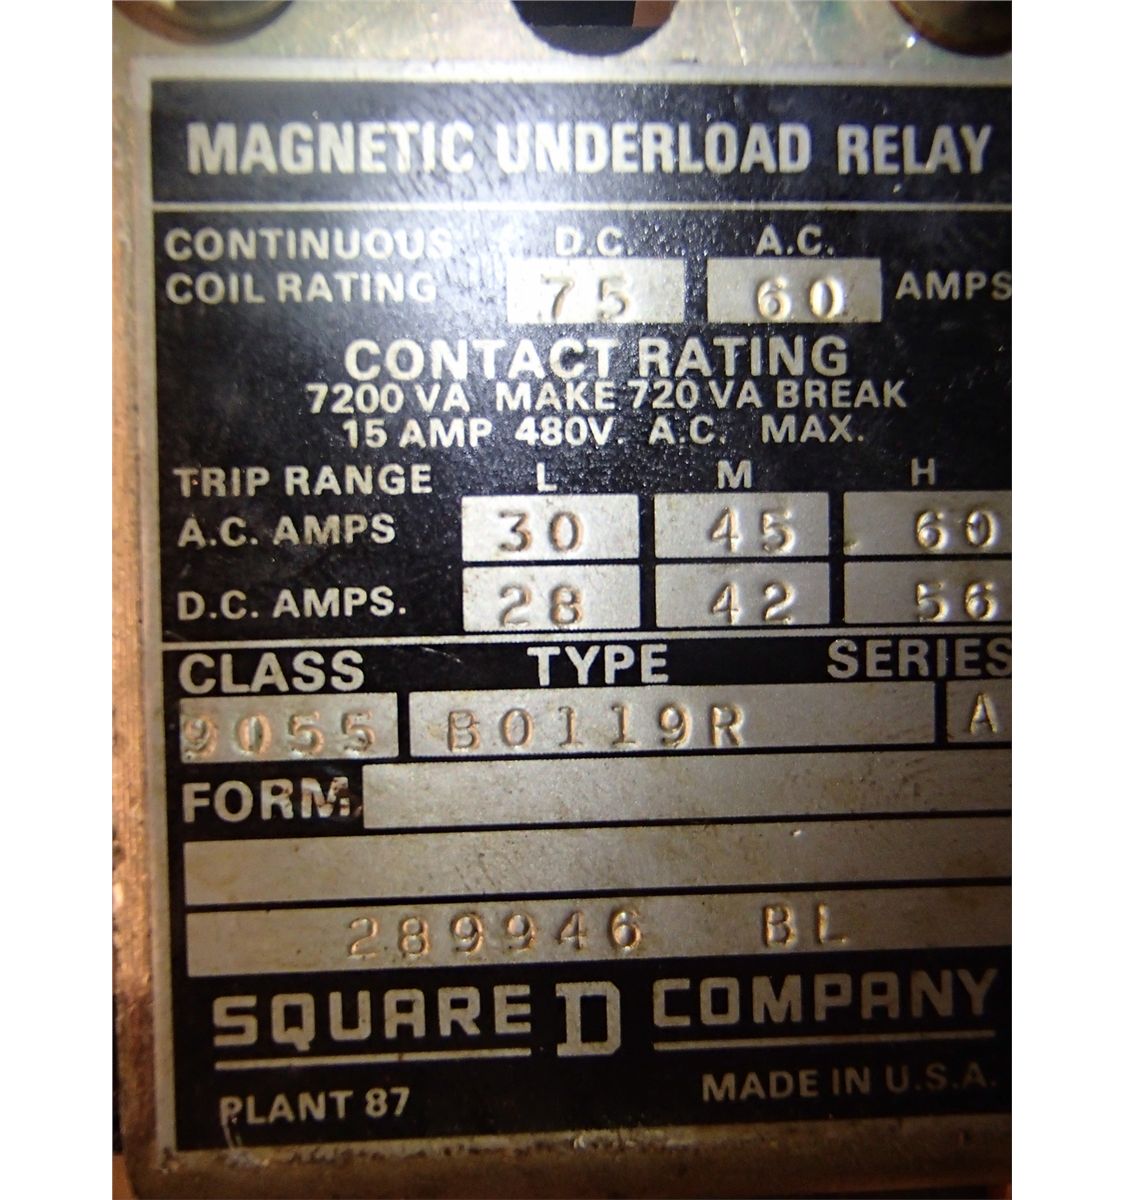 MAGNETIC UNDERLOAD RELAY
CONTINUOUS D.C. A.C.
COIL RATING 75 60 AMPS
CONTACT RATING
7200 VA MAKE 720 VA BREAK
15 AMP 480V. A.C. MAX.
TRIP RANGE L M H
A.C. AMPS 30 45 60
D.C. AMPS. 28 42 56
CLASS TYPE SERIES
9055 B0119R A
FORM
289946 BL
SQUARE D COMPANY
PLANT 87 MADE IN U.S.A.